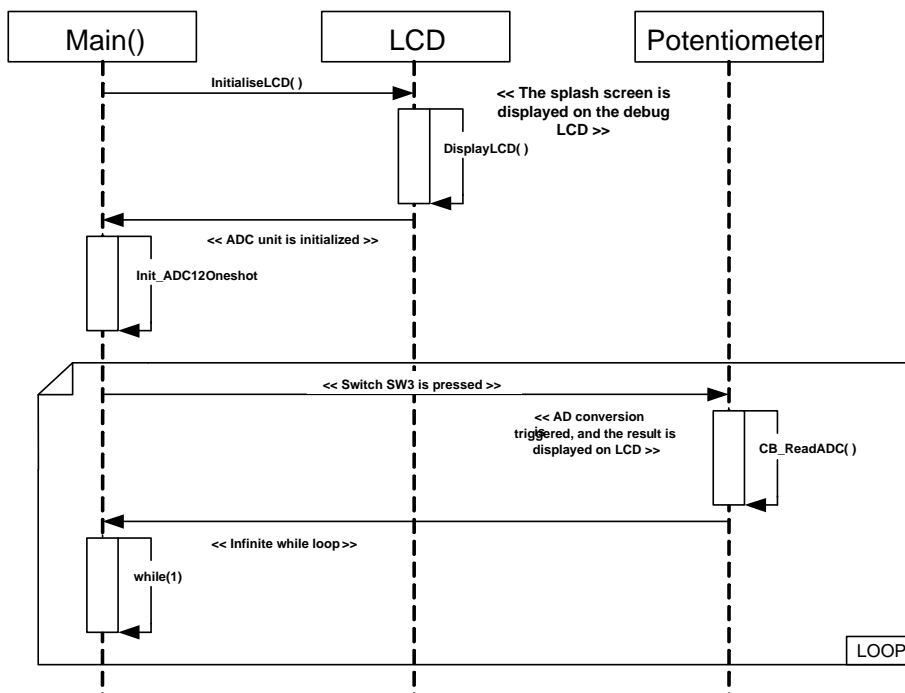 Main()
LCD
Potentiometer
InitialiseLCD( )
<< The splash screen is
displayed on the debug
LCD >>
DisplayLCD( )
<< ADC unit is initialized >>
Init_ADC12Oneshot
<< Switch SW3 is pressed >>
<< AD conversion
is
triggered, and the result is
displayed on LCD >>
CB_ReadADC( )
<< Infinite while loop>>
while(1)
LOOP